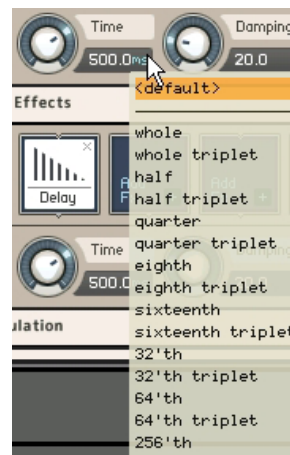 Time
Damping
500.0ms
20.0
<default>
Effects
whole
whole triplet
half
Delay
half triplet
quarter
Time
quarter triplet
eighth
500.0
eighth triplet
sixteenth
ulation
sixteenth triplet
32'th
32'th triplet
64'th
64'th triplet
256'th